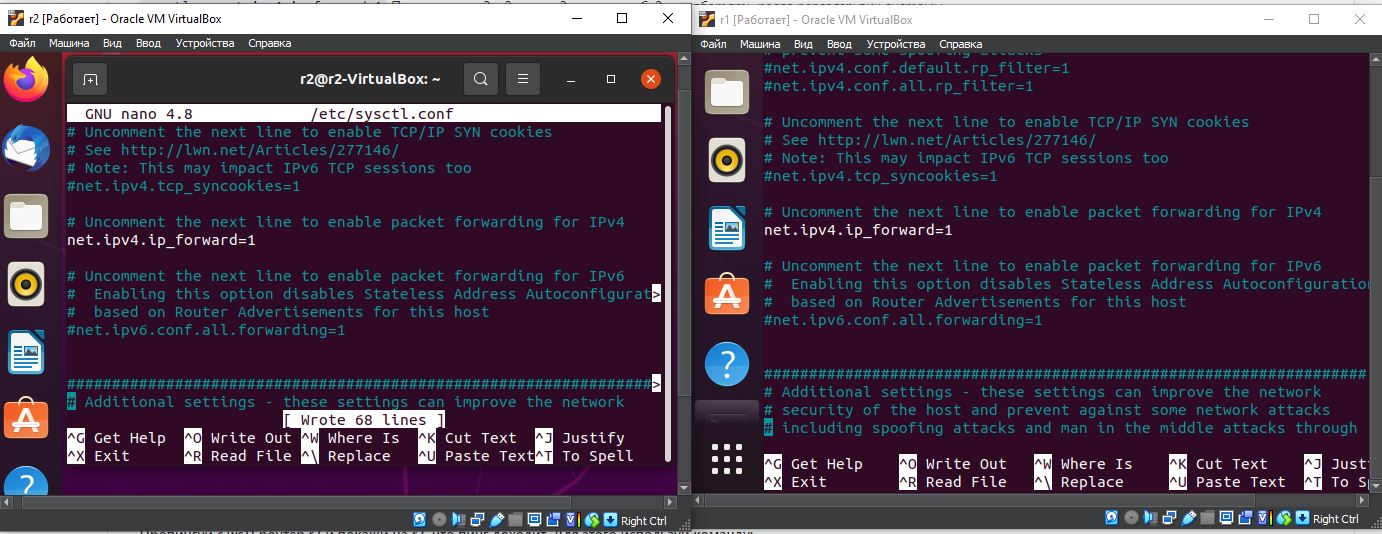 r2 [Работает] - Oracle VM VirtualBox
Файл Машина Вид Ввод Устройства Справка
r2@r2-VirtualBox: ~
GNU nano 4.8 /etc/sysctl.conf
# Uncomment the next line to enable TCP/IP SYN cookies
# See http://lwn.net/Articles/277146/
# Note: This may impact IPv6 TCP sessions too
#net.ipv4.tcp_syncookies=1
# Uncomment the next line to enable packet forwarding for IPv4
net.ipv4.ip_forward=1
# Uncomment the next line to enable packet forwarding for IPv6
#  Enabling this option disables Stateless Address Autoconfigurat>
#  based on Router Advertisements for this host
#net.ipv6.conf.all.forwarding=1
#################################################################>
# Additional settings - these settings can improve the network
[ Wrote 68 lines ]
^G Get Help ^O Write Out ^W Where Is ^K Cut Text ^J Justify
^X Exit ^R Read File ^\ Replace ^U Paste Text ^T To Spell
Right Ctrl
r1 [Работает] - Oracle VM VirtualBox
Файл Машина Вид Ввод Устройства Справка
# prevent some spoofing attacks
#net.ipv4.conf.default.rp_filter=1
#net.ipv4.conf.all.rp_filter=1
# Uncomment the next line to enable TCP/IP SYN cookies
# See http://lwn.net/Articles/277146/
# Note: This may impact IPv6 TCP sessions too
#net.ipv4.tcp_syncookies=1
# Uncomment the next line to enable packet forwarding for IPv4
net.ipv4.ip_forward=1
# Uncomment the next line to enable packet forwarding for IPv6
#  Enabling this option disables Stateless Address Autoconfiguration
#  based on Router Advertisements for this host
#net.ipv6.conf.all.forwarding=1
###################################################################
# Additional settings - these settings can improve the network
# security of the host and prevent against some network attacks
# including spoofing attacks and man in the middle attacks through
^G Get Help ^O Write Out ^W Where Is ^K Cut Text ^J Just
^X Exit ^R Read File ^\ Replace ^U Paste Text ^T To Sp
Right Ctrl